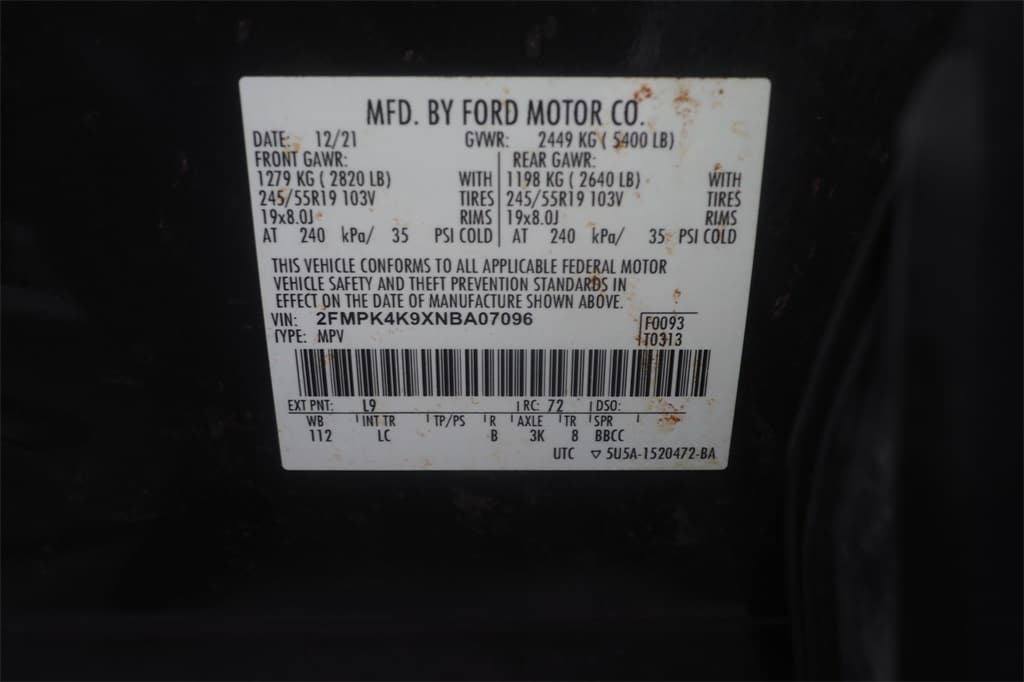 MFD. BY FORD MOTOR CO.
DATE: 12/21 GVWR: 2449 KG ( 5400 LB)
FRONT GAWR: REAR GAWR:
1279 KG ( 2820 LB) WITH 1198 KG ( 2640 LB) WITH
245/55R19 103V TIRES 245/55R19 103V TIRES
19x8.0J RIMS 19x8.0J RIMS
AT 240 kPa/ 35 PSI COLD AT 240 kPa/ 35 PSI COLD
THIS VEHICLE CONFORMS TO ALL APPLICABLE FEDERAL MOTOR
VEHICLE SAFETY AND THEFT PREVENTION STANDARDS IN
EFFECT ON THE DATE OF MANUFACTURE SHOWN ABOVE.
VIN: 2FMPK4K9XNBA07096 F0093
TYPE: MPV T0313
EXT PNT: L9 RC: 72 DSO:
WB INT TR TP/PS R AXLE TR SPR
112 LC B 3K 8 BBCC
UTC ▽ 5U5A-1520472-BA